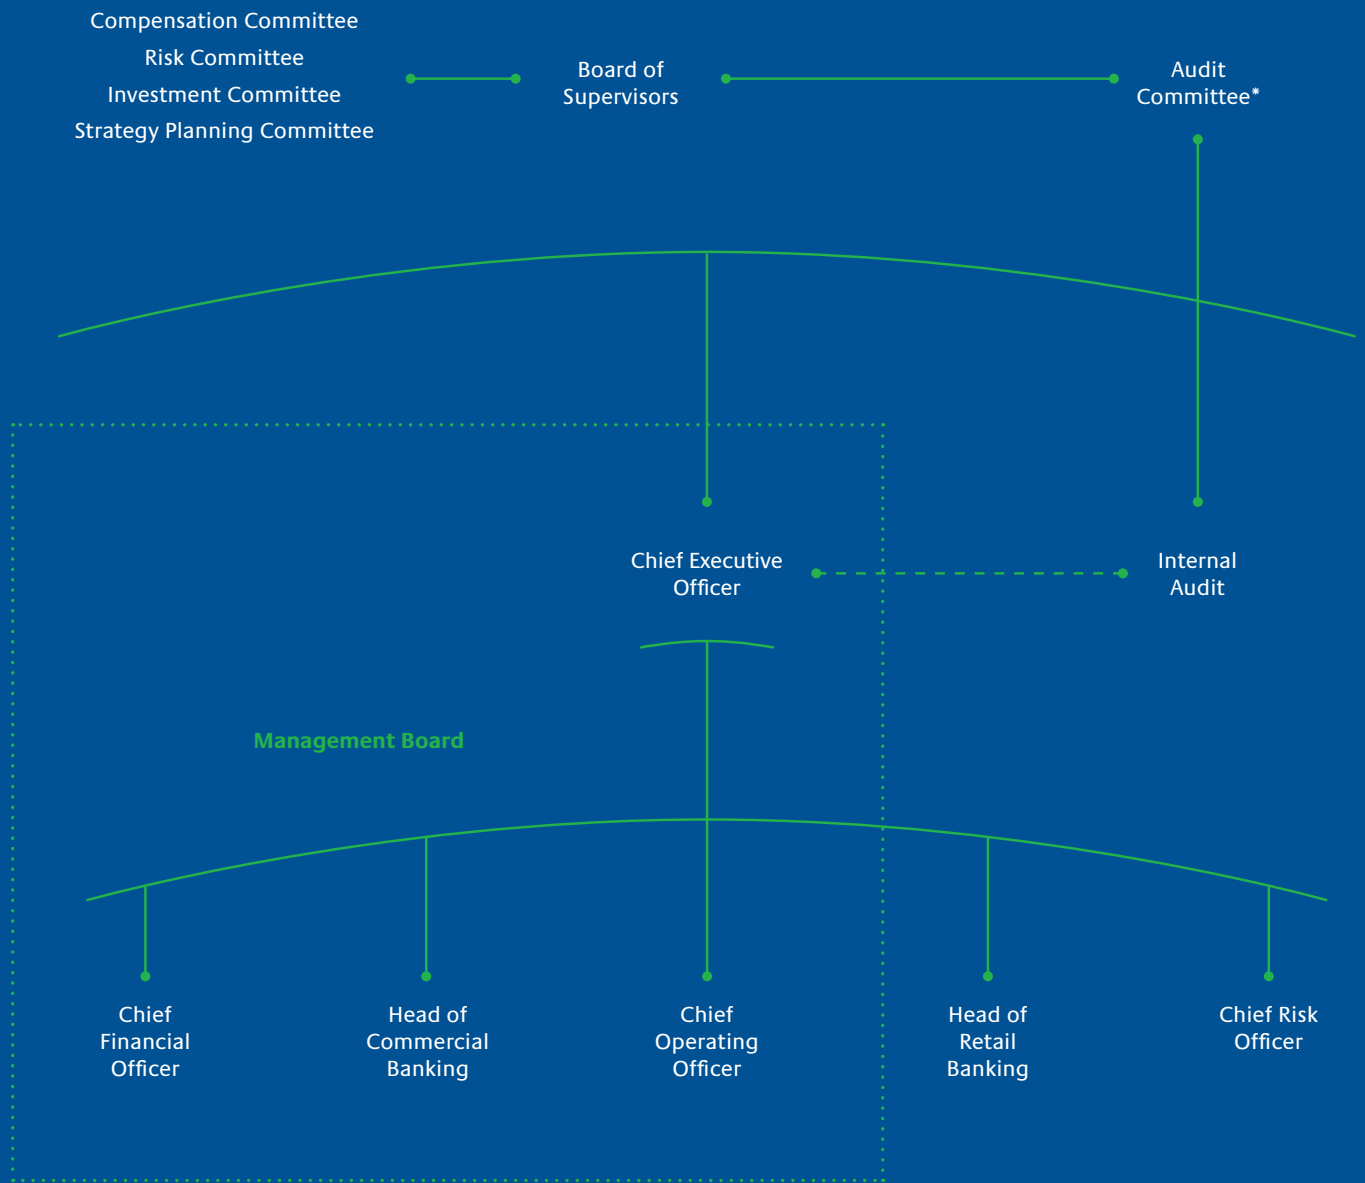 Compensation Committee
Risk Committee
Investment Committee
Strategy Planning Committee
Board of
Supervisors
Audit
Committee*
Chief Executive
Officer
Internal
Audit
Management Board
Chief
Financial
Officer
Head of
Commercial
Banking
Chief
Operating
Officer
Head of
Retail
Banking
Chief Risk
Officer